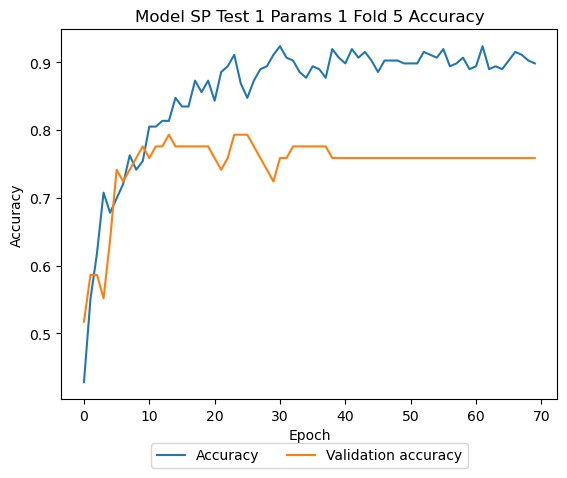 Model SP Test 1 Params 1 Fold 5 Accuracy
0.9
0.8
0.7
0.6
0.5
Accuracy
0 10 20 30 40 50 60 70
Epoch
Accuracy Validation accuracy